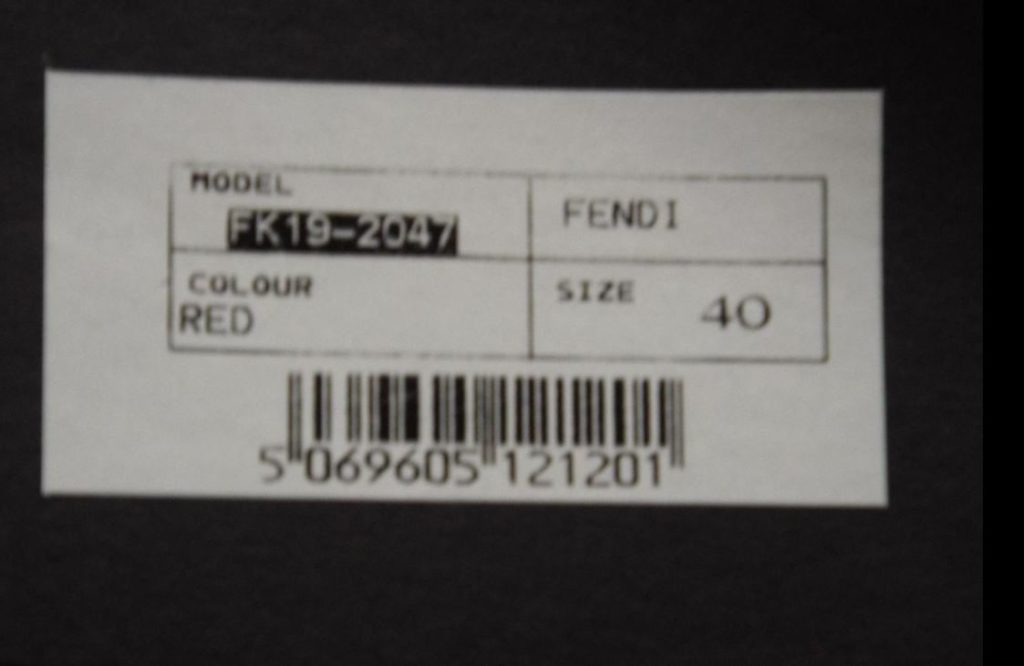 MODEL
FK19-2047
FENDI
COLOUR
RED
SIZE 40
5 069605 121201